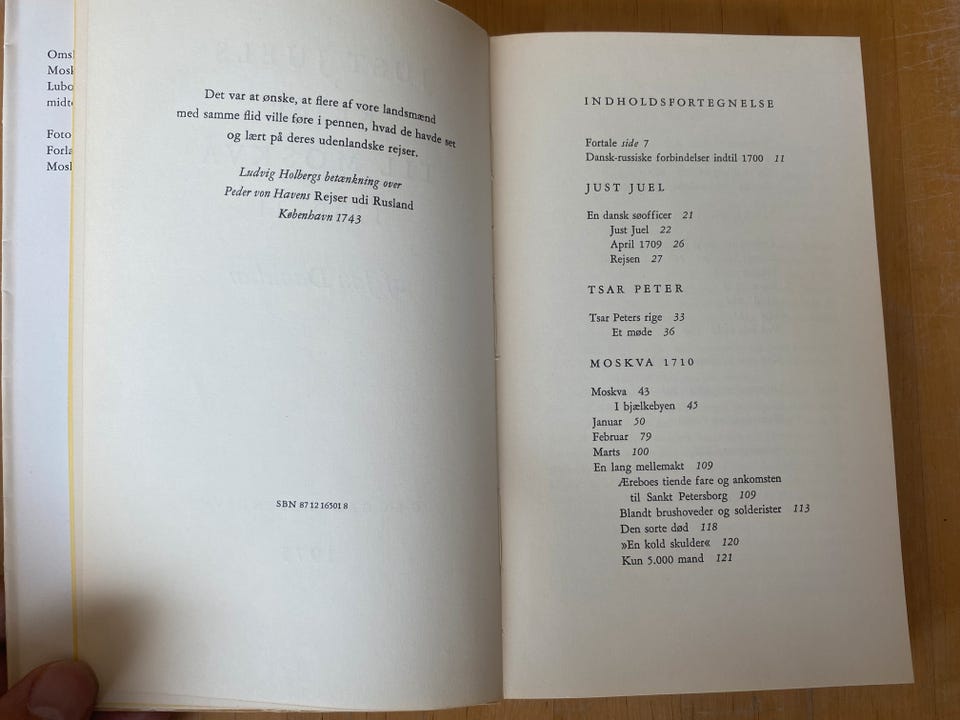 Det var at ønske, at flere af vore landsmænd
med samme flid ville føre i pennen, hvad de havde set
og lært på deres udenlandske rejser.
Ludvig Holbergs betænkning over
Peder von Havens Rejser udi Rusland
København 1743
SBN 87 12 16501 8
INDHOLDSFORTEGNELSE
Fortale side 7
Dansk-russiske forbindelser indtil 1700 11
JUST JUEL
En dansk søofficer 21
Just Juel 22
April 1709 26
Rejsen 27
TSAR PETER
Tsar Peters rige 33
Et møde 36
MOSKVA 1710
Moskva 43
I bjælkebyen 45
Januar 50
Februar 79
Marts 100
En lang mellemakt 109
Æreboes tiende fare og ankomsten
til Sankt Petersborg 109
Blandt brushoveder og solderister 113
Den sorte død 118
»En kold skulder« 120
Kun 5.000 mand 121